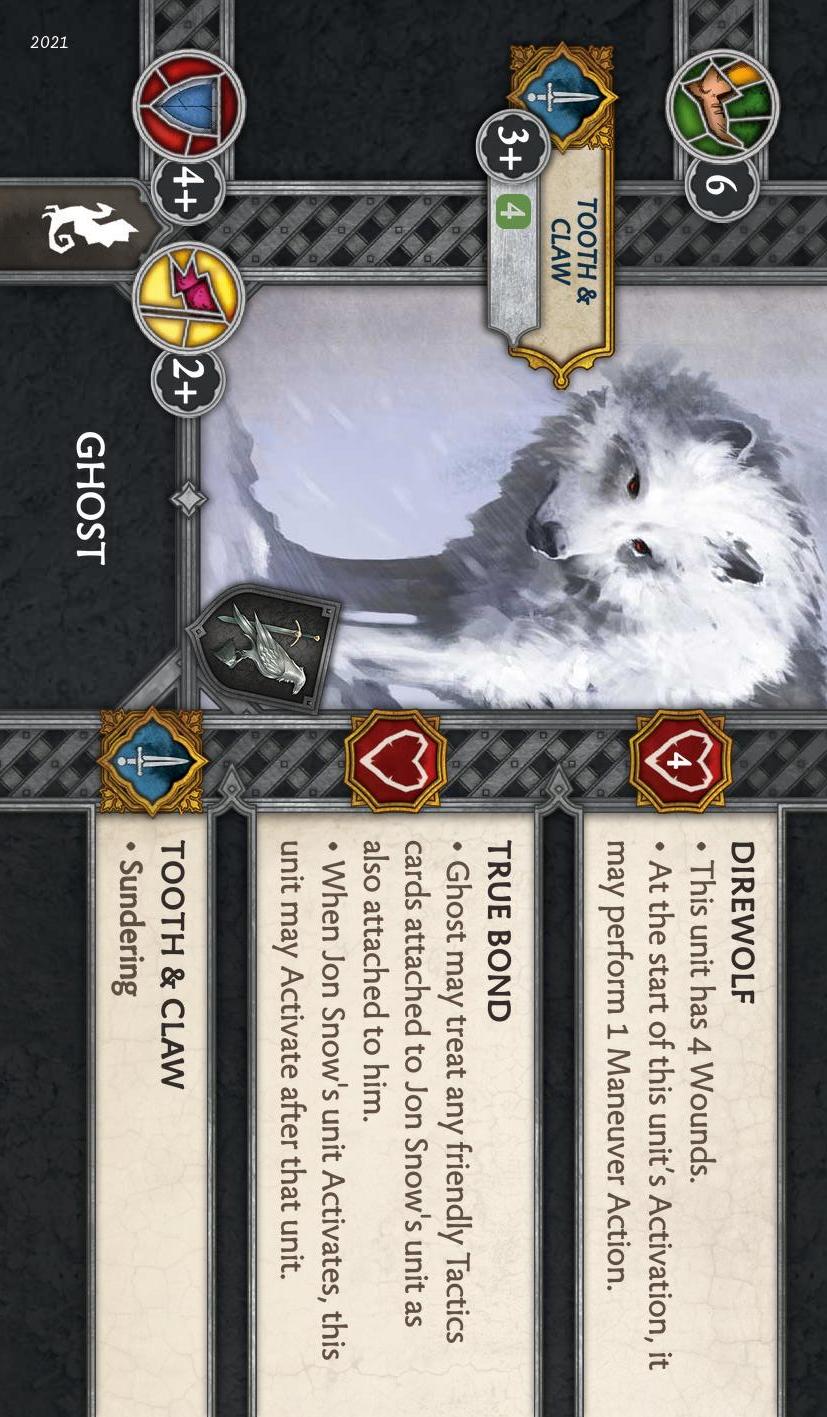 2021
6
TOOTH &
CLAW
3+
4
4+
2+
GHOST
4
DIREWOLF
• This unit has 4 Wounds.
• At the start of this unit's Activation, it
may perform 1 Maneuver Action.
TRUE BOND
• Ghost may treat any friendly Tactics
cards attached to Jon Snow's unit as
also attached to him.
• When Jon Snow's unit Activates, this
unit may Activate after that unit.
TOOTH & CLAW
• Sundering